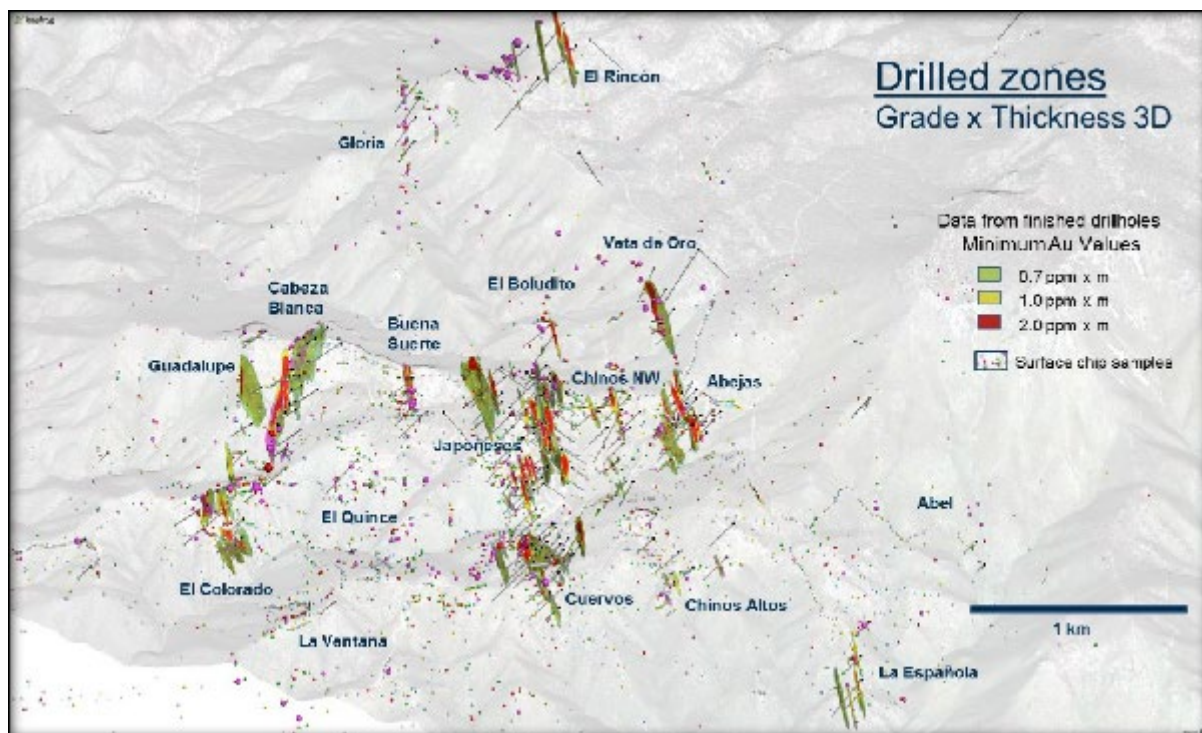 El Rincón
Drilled zones
Grade x Thickness 3D
Gloria
Data from finished drillholes
Minimum Au Values
0.7 ppm x m
1.0 ppm x m
2.0 ppm x m
Surface chip samples
Veta de Oro
El Boludito
Cabeza
Blanca
Buena
Suerte
Guadalupe
Chinos NW
Abejas
Japoneses
El Quince
Abel
El Colorado
Cuervos
Chinos Altos
La Ventana
1 km
La Española